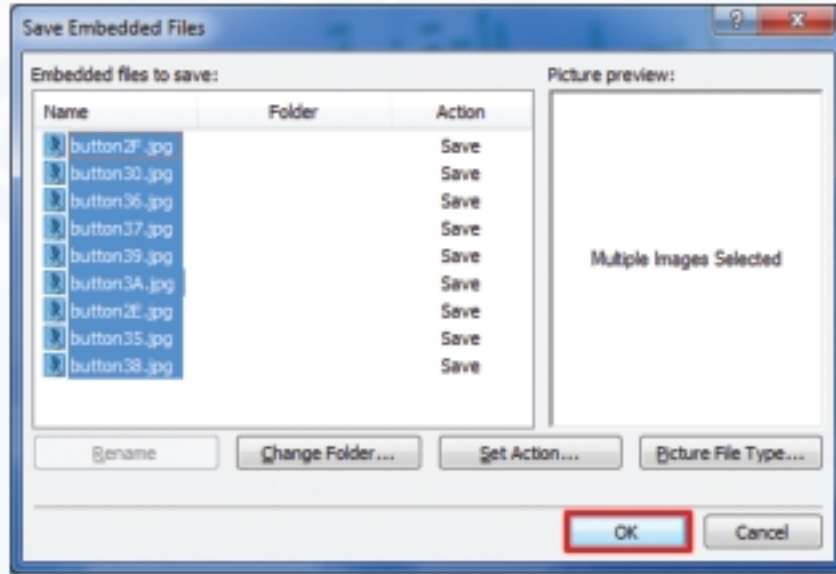 Save Embedded Files
Embedded files to save:
Picture preview:
Name Folder Action
button2F.jpg Save
button30.jpg Save
button36.jpg Save
button37.jpg Save
button39.jpg Save
button3A.jpg Save
button2E.jpg Save
button35.jpg Save
button38.jpg Save
Multiple Images Selected
Rename Change Folder... Set Action... Picture File Type...
OK Cancel